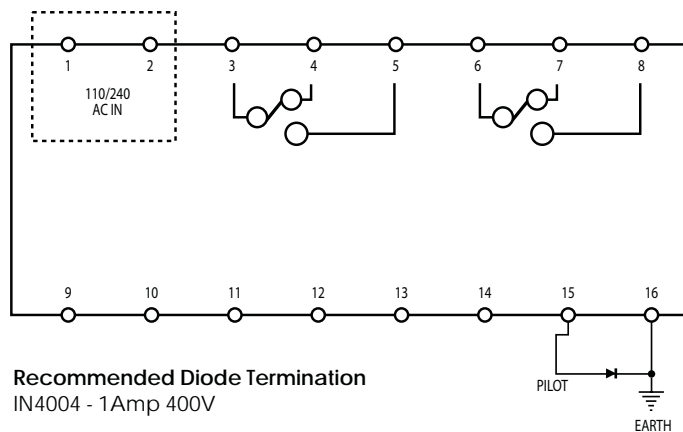 1 2 3 4 5 6 7 8
110/240
AC IN
9 10 11 12 13 14 15 16
Recommended Diode Termination
IN4004 - 1Amp 400V
PILOT
EARTH